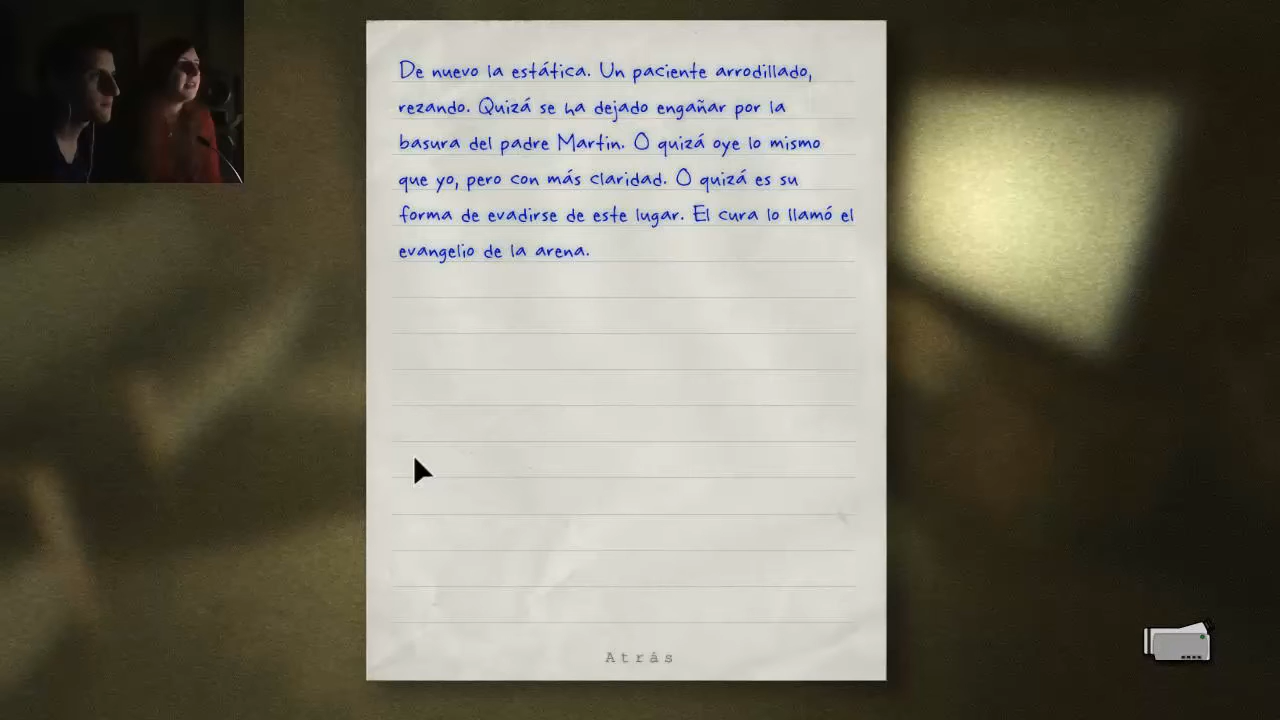 De nuevo la estática. Un paciente arrodillado,
rezando. Quizá se ha dejado engañar por la
basura del padre Martin. O quizá oye lo mismo
que yo, pero con más claridad. O quizá es su
forma de evadirse de este lugar. El cura lo llamó el
evangelio de la arena.
Atrás